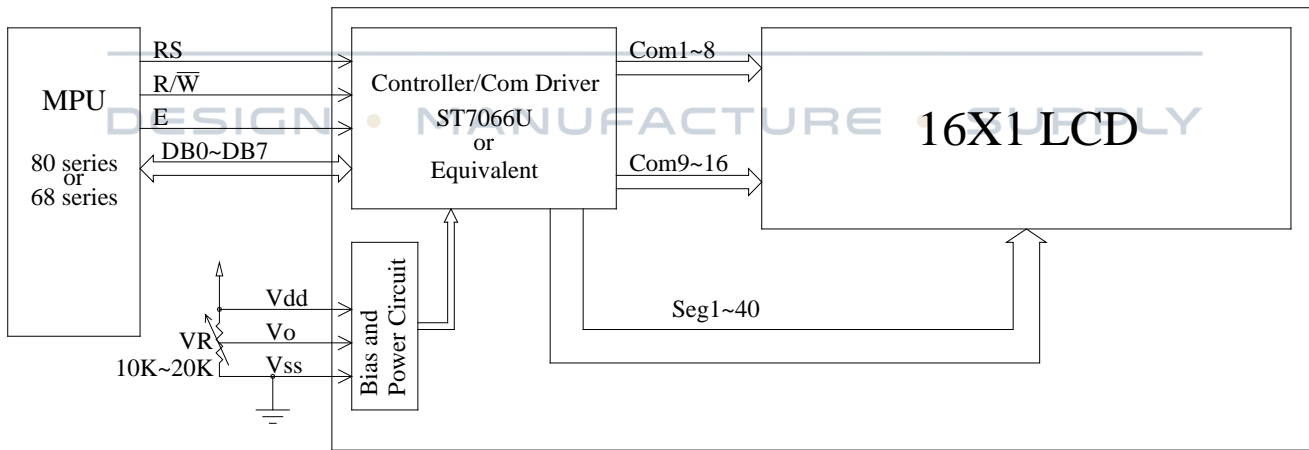 RS
R/W̅
E
DB0~DB7
MPU
80 series
or
68 series
Controller/Com Driver
ST7066U
or
Equivalent
Com1~8
Com9~16
16X1 LCD
DESIGN • MANUFACTURE • SUPPLY
Vdd
Vo
Vss
VR
10K~20K
Bias and
Power Circuit
Seg1~40